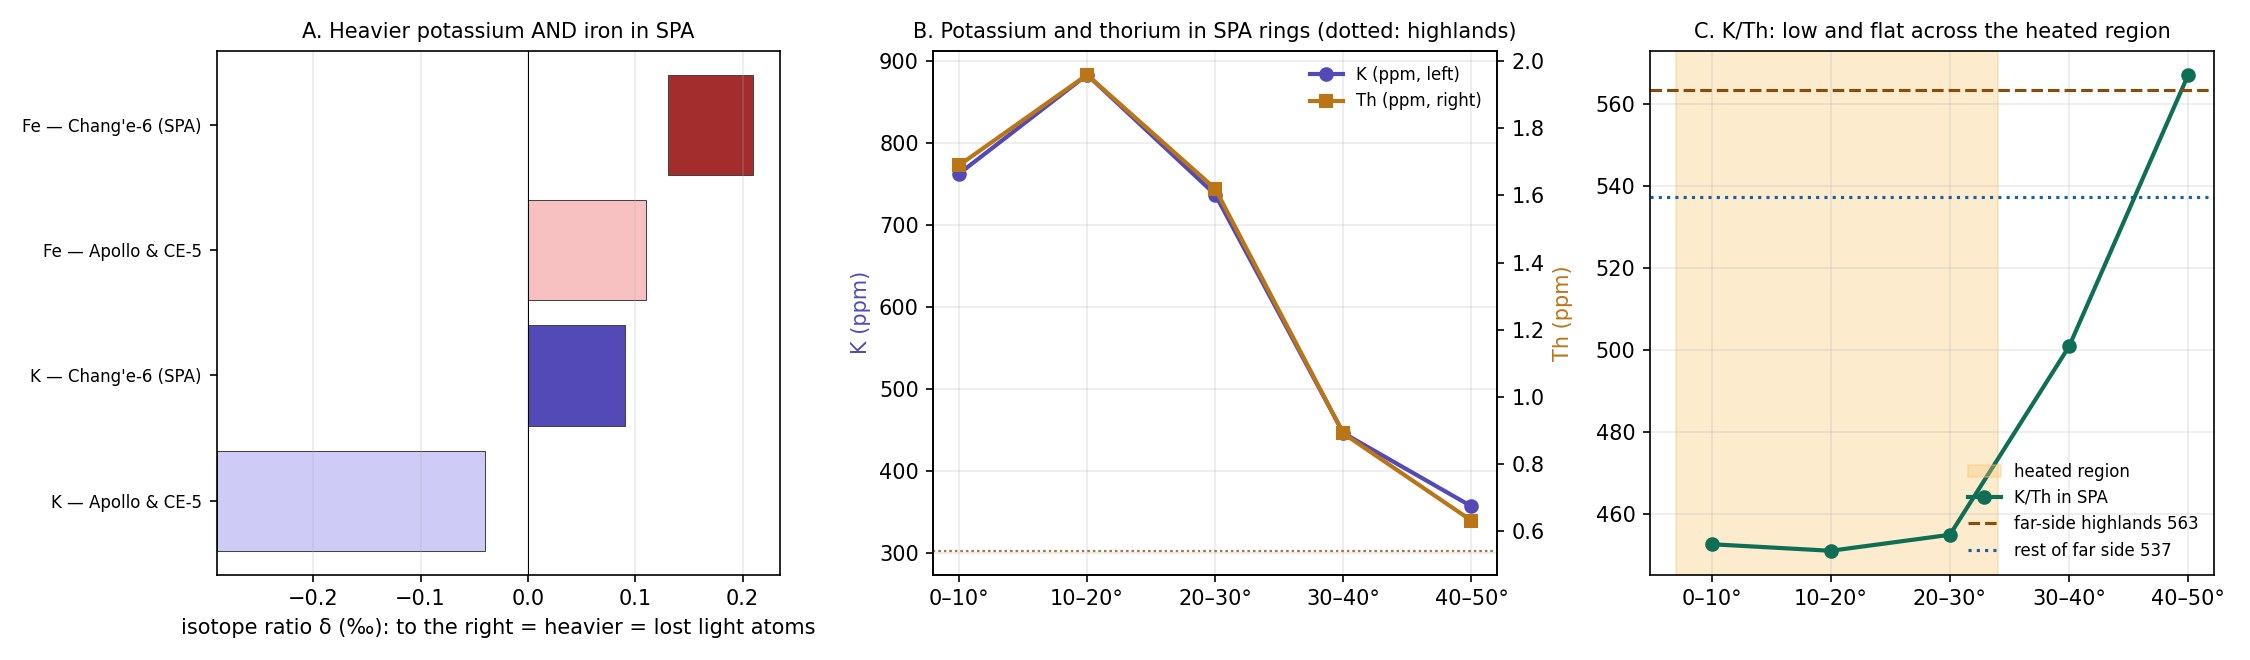 A. Heavier potassium AND iron in SPA
Fe — Chang'e-6 (SPA)
Fe — Apollo & CE-5
K — Chang'e-6 (SPA)
K — Apollo & CE-5
−0.2
−0.1
0.0
0.1
0.2
isotope ratio δ (‰): to the right = heavier = lost light atoms
B. Potassium and thorium in SPA rings (dotted: highlands)
K (ppm)
900
800
700
600
500
400
300
K (ppm, left)
Th (ppm, right)
2.0
1.8
1.6
1.4
1.2
1.0
0.8
0.6
Th (ppm)
0–10°
10–20°
20–30°
30–40°
40–50°
C. K/Th: low and flat across the heated region
560
540
520
500
480
460
heated region
K/Th in SPA
far-side highlands 563
rest of far side 537
0–10°
10–20°
20–30°
30–40°
40–50°